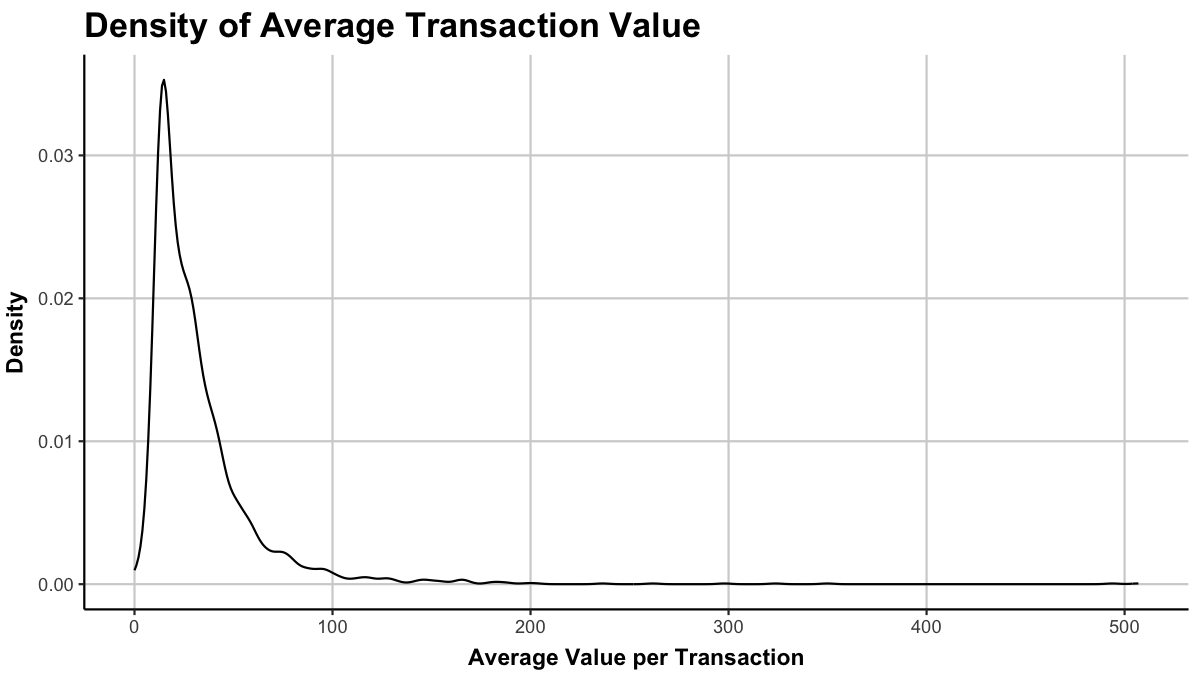 Density of Average Transaction Value
Density
0.03
0.02
0.01
0.00
0 100 200 300 400 500
Average Value per Transaction